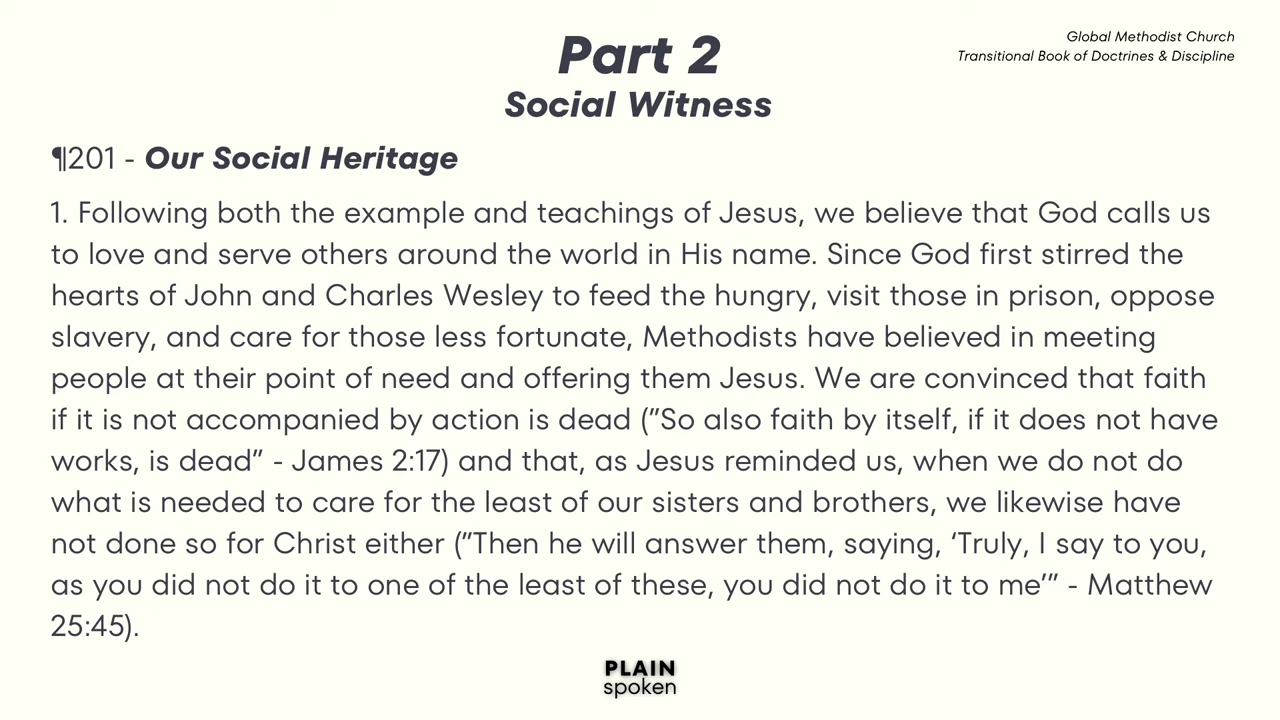 Part 2
Social Witness
Global Methodist Church
Transitional Book of Doctrines & Discipline
¶201 - Our Social Heritage
1. Following both the example and teachings of Jesus, we believe that God calls us
to love and serve others around the world in His name. Since God first stirred the
hearts of John and Charles Wesley to feed the hungry, visit those in prison, oppose
slavery, and care for those less fortunate, Methodists have believed in meeting
people at their point of need and offering them Jesus. We are convinced that faith
if it is not accompanied by action is dead (”So also faith by itself, if it does not have
works, is dead” - James 2:17) and that, as Jesus reminded us, when we do not do
what is needed to care for the least of our sisters and brothers, we likewise have
not done so for Christ either (”Then he will answer them, saying, ‘Truly, I say to you,
as you did not do it to one of the least of these, you did not do it to me’” - Matthew
25:45).
PLAIN
spoken